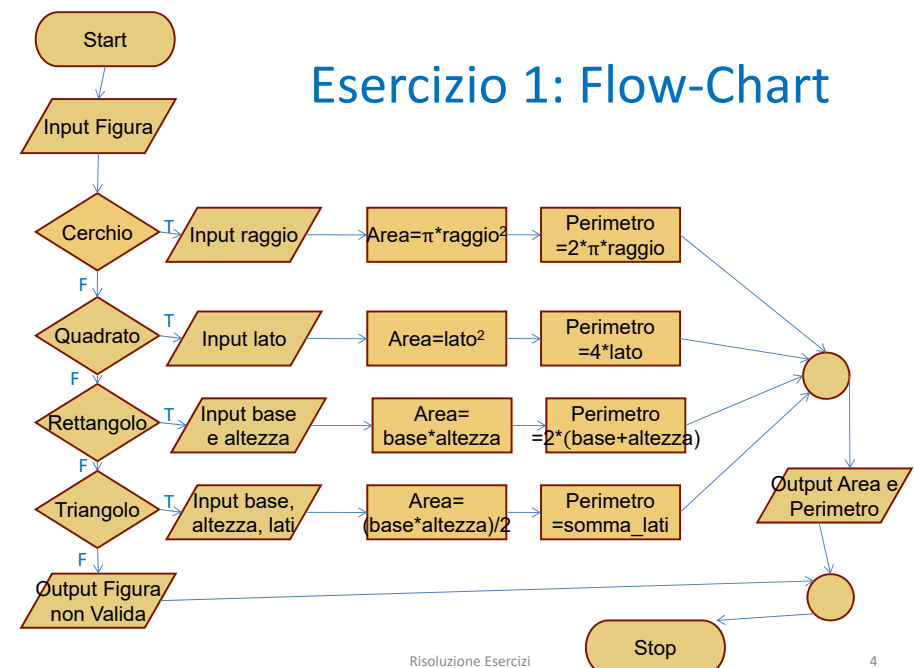 Start
Esercizio 1: Flow-Chart
Input Figura
Cerchio
T
Input raggio
Area=π*raggio²
Perimetro
=2*π*raggio
F
Quadrato
T
Input lato
Area=lato²
Perimetro
=4*lato
F
Rettangolo
T
Input base
e altezza
Area=
base*altezza
Perimetro
=2*(base+altezza)
F
Triangolo
T
Input base,
altezza, lati
Area=
(base*altezza)/2
Perimetro
=somma_lati
Output Area e
Perimetro
F
Output Figura
non Valida
Stop
Risoluzione Esercizi
4